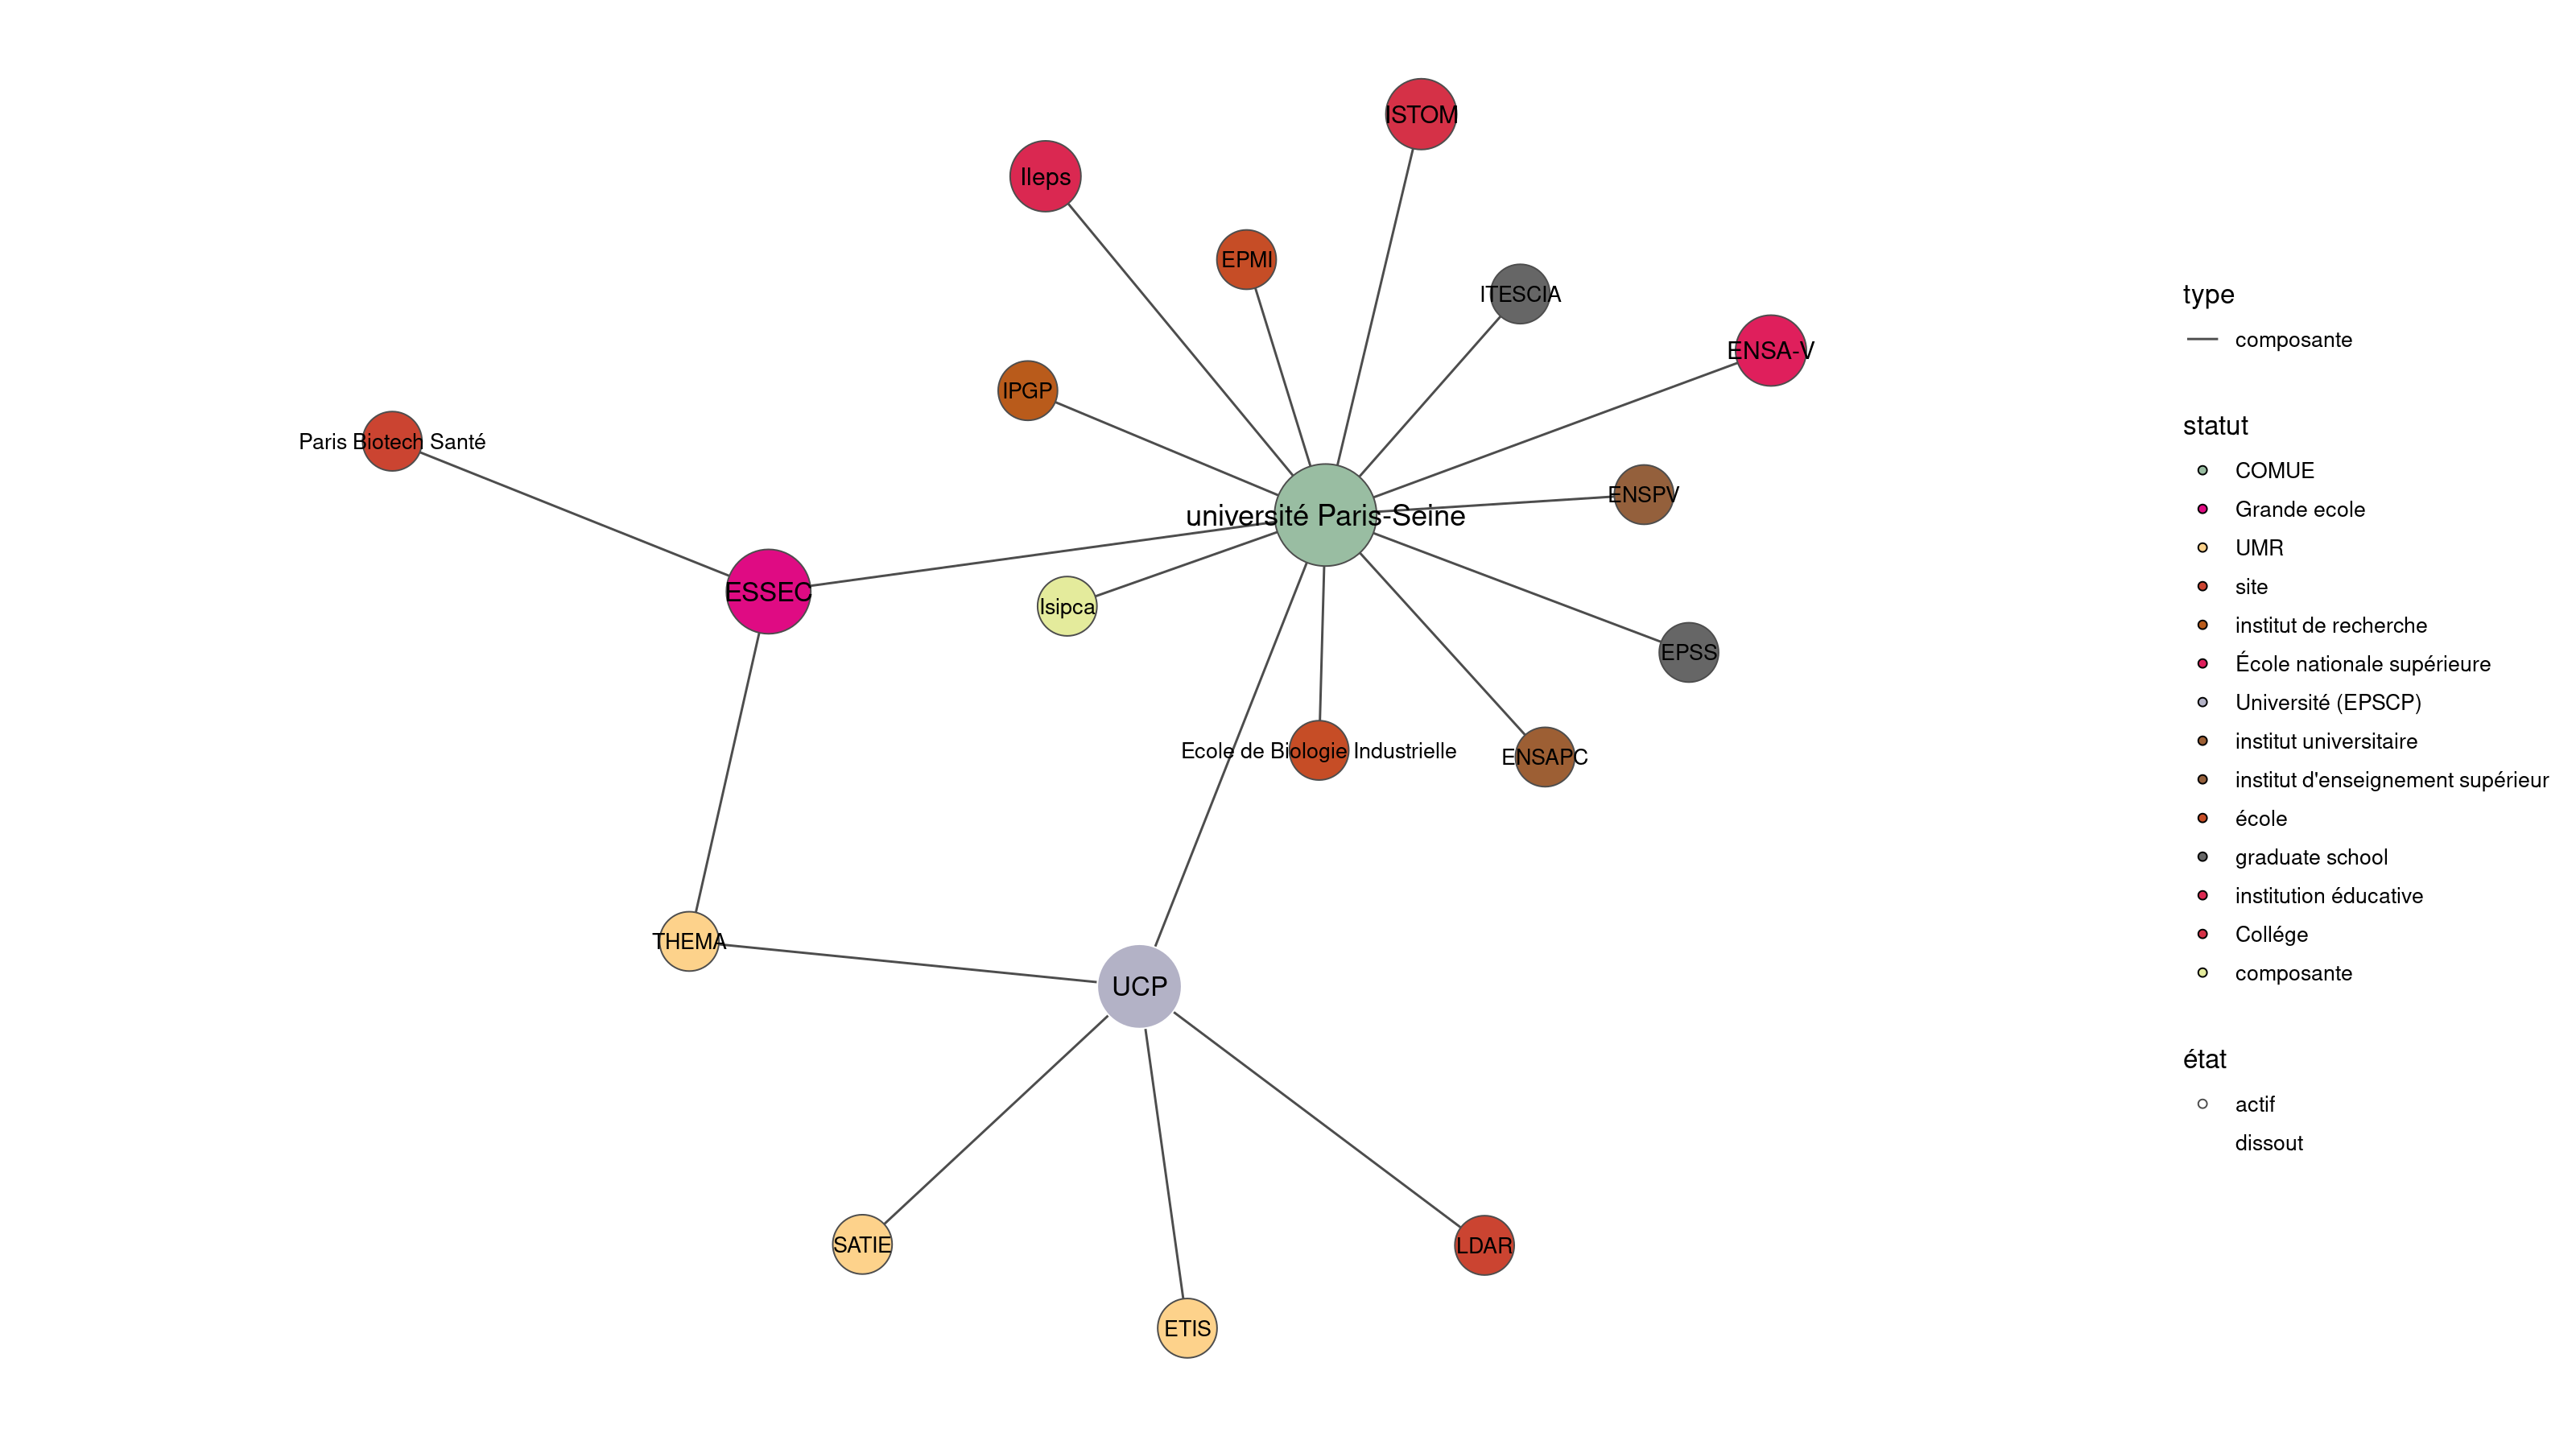 ISTOM
Ileps
EPMI
ITESCIA
ENSA-V
IPGP
Paris Biotech Santé
ENSPV
université Paris-Seine
ESSEC
Isipca
EPSS
Ecole de Biologie Industrielle
ENSAPC
THEMA
UCP
SATIE
LDAR
ETIS
type
composante
statut
COMUE
Grande ecole
UMR
site
institut de recherche
École nationale supérieure
Université (EPSCP)
institut universitaire
institut d'enseignement supérieur
école
graduate school
institution éducative
Collége
composante
état
actif
dissout